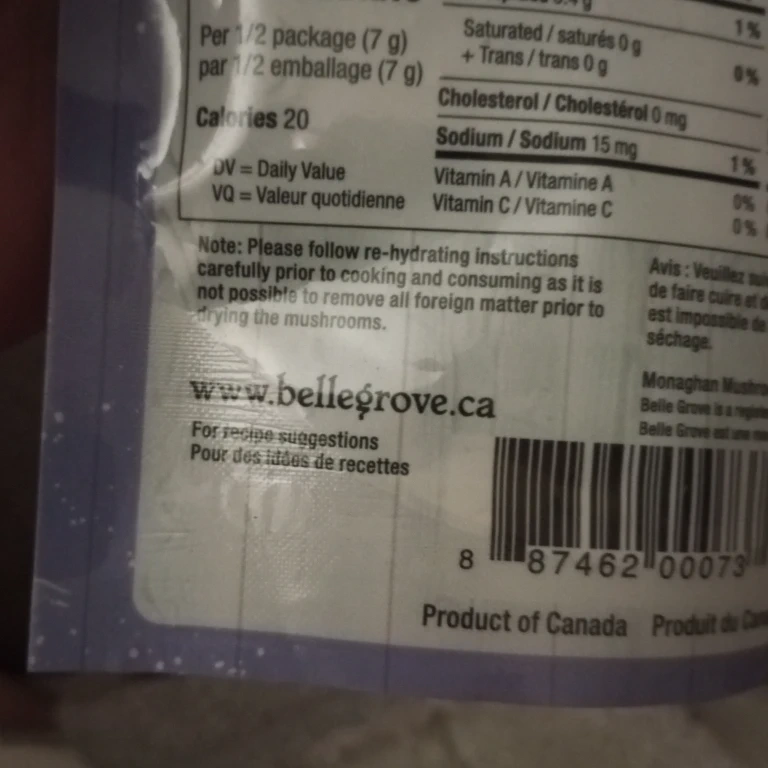 Per 1/2 package (7 g)
par 1/2 emballage (7 g)
Calories 20
DV = Daily Value
VQ = Valeur quotidienne
1%
Saturated / saturés 0 g
+ Trans / trans 0 g
0%
Cholesterol / Cholestérol 0 mg
Sodium / Sodium 15 mg
1%
Vitamin A / Vitamine A
0%
Vitamin C / Vitamine C
0%
Note: Please follow re-hydrating instructions
carefully prior to cooking and consuming as it is
not possible to remove all foreign matter prior to
drying the mushrooms.
Avis : Veuillez
de faire cuire et
est impossible de
séchage.
www.bellegrove.ca
For recipe suggestions
Pour des idées de recettes
Monaghan
Belle Grove is a
Belle Grove est une
8 87462 00073
Product of Canada Produit du